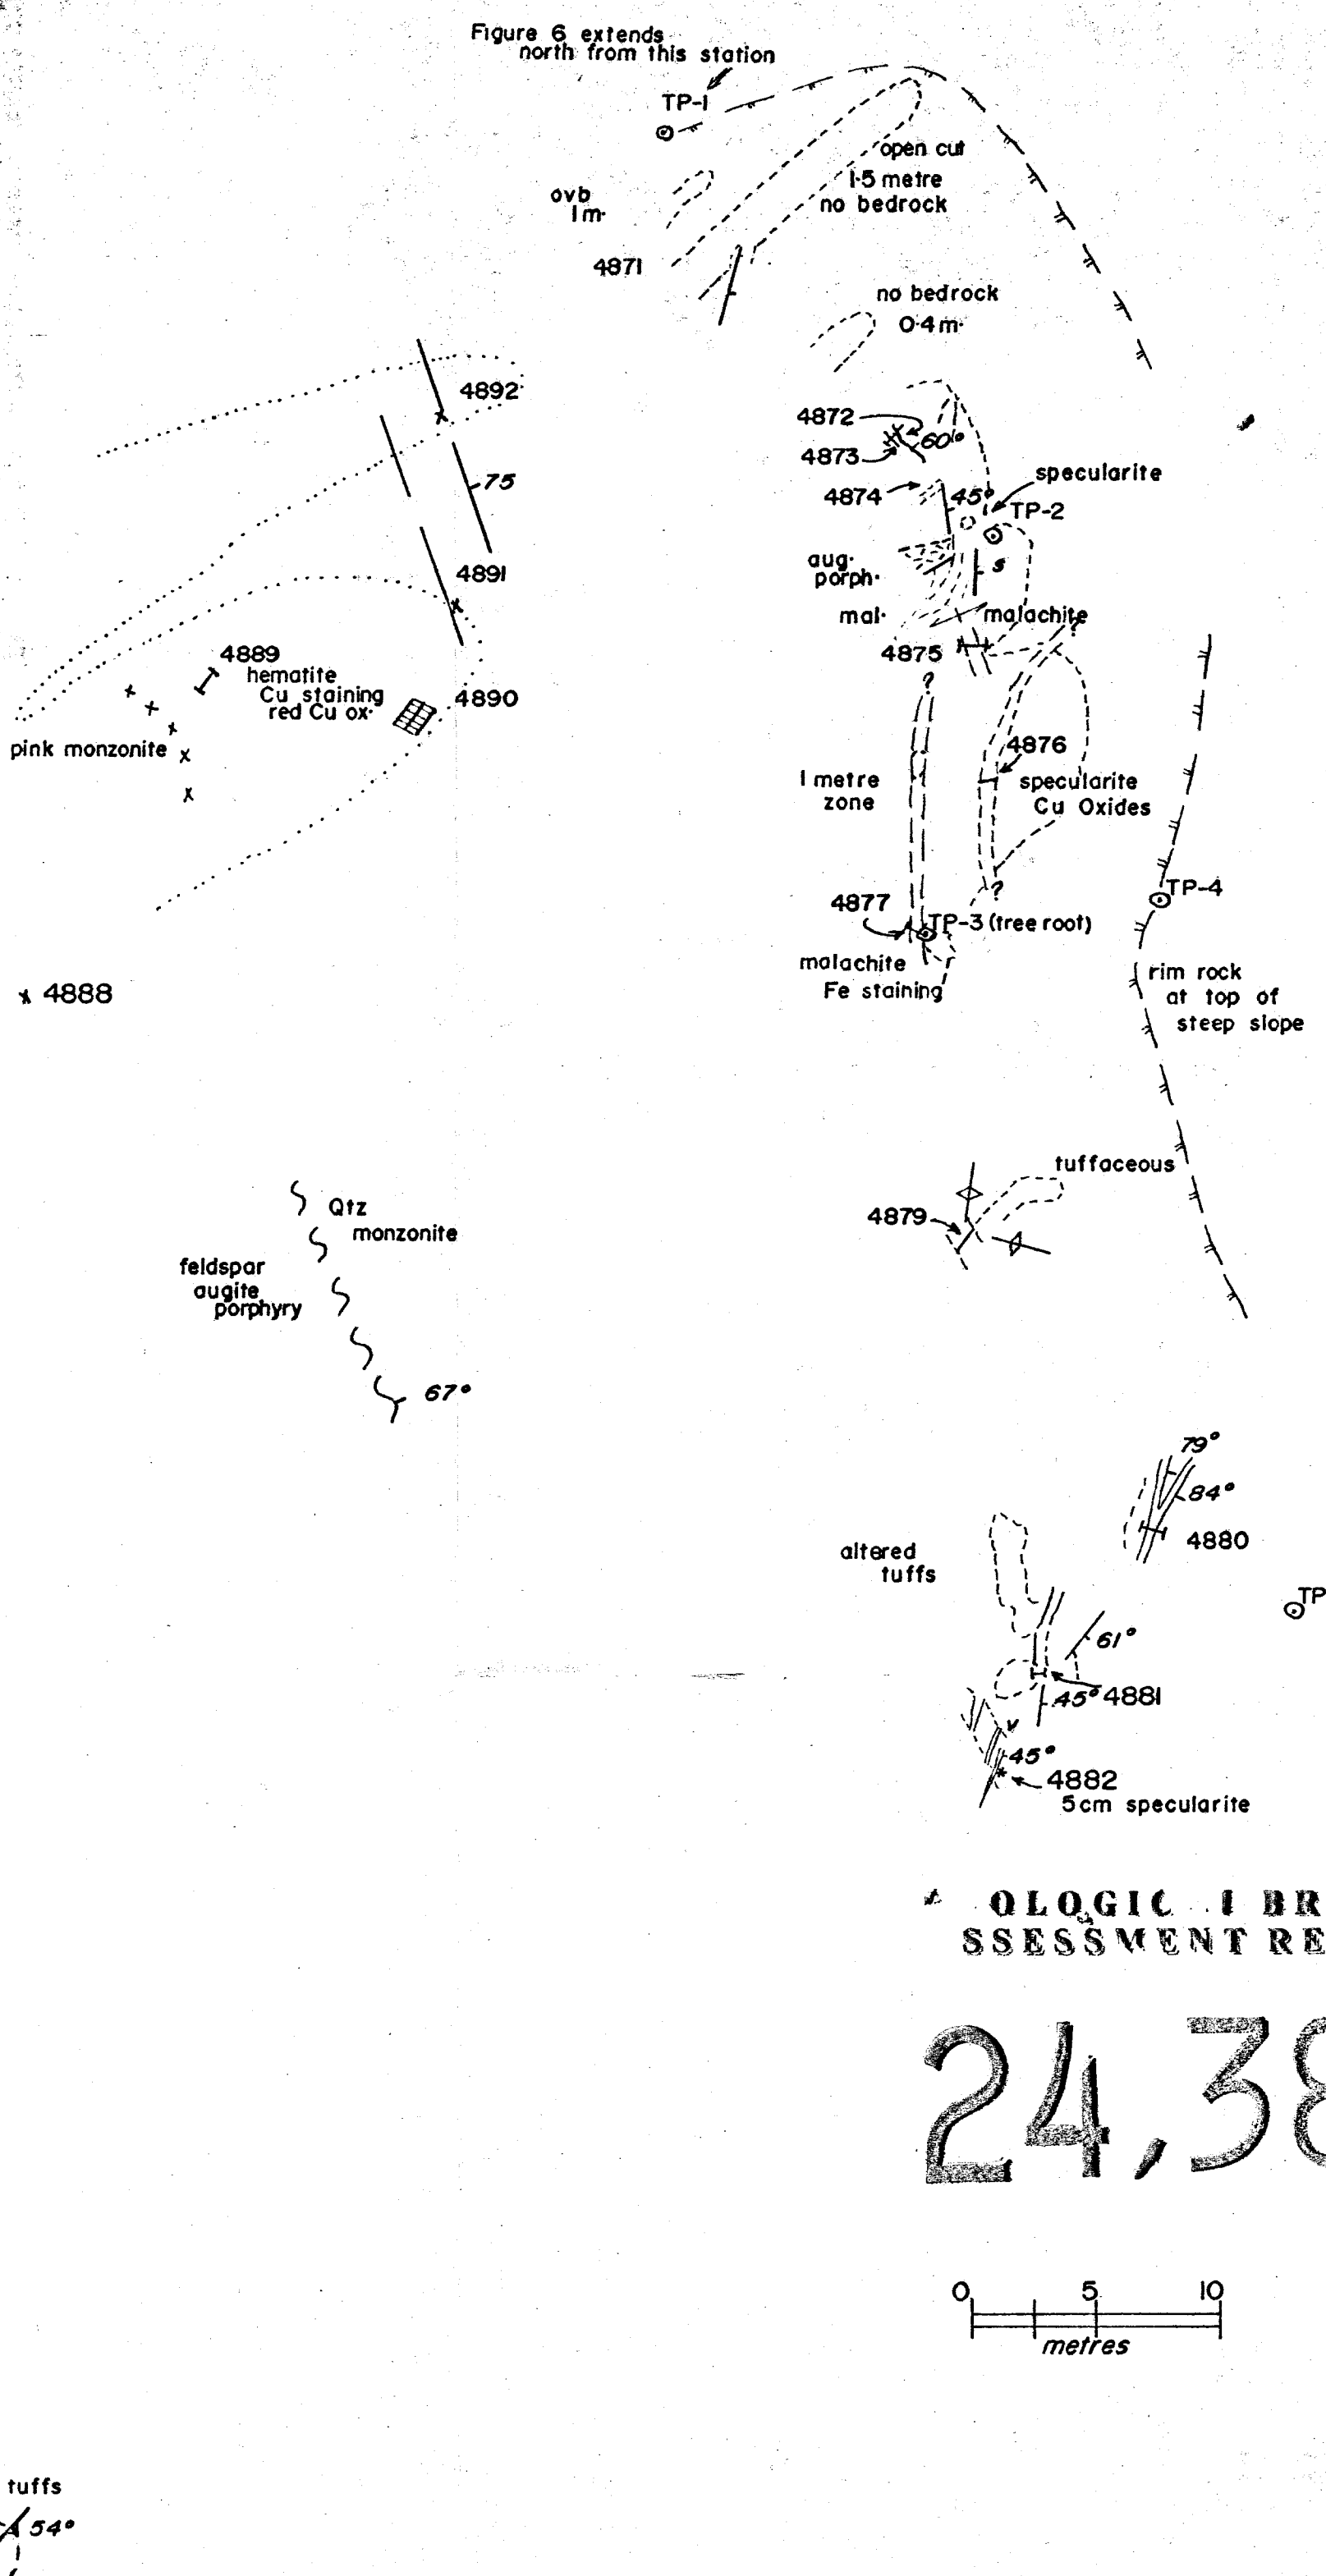 Figure 6 extends
north from this station
TP-1
open cut
1.5 metre
no bedrock
ovb
1m.
4871
no bedrock
0.4m.
4892
75
4891
4872
60°
4873
4874
45°
specularite
TP-2
aug.
porph.
s
mal.
malachite
?
4875
?
4889
hematite
Cu staining
red Cu ox.
4890
pink monzonite
4876
1 metre
zone
specularite
Cu Oxides
?
4877
TP-3 (tree root)
TP-4
malachite
Fe staining
rim rock
at top of
steep slope
4888
tuffaceous
4879
Qtz
monzonite
feldspar
augite
porphyry
67°
79°
84°
4880
altered
tuffs
TP
61°
45° 4881
v
45°
4882
5cm specularite
OLOGIC BR
SSESSMENT RE
24,38
0 5 10
metres
tuffs
54°